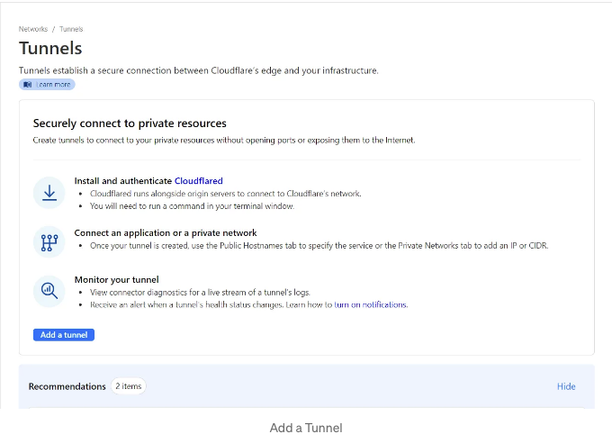 Networks / Tunnels
Tunnels
Tunnels establish a secure connection between Cloudflare's edge and your infrastructure.
Learn more
Securely connect to private resources
Create tunnels to connect to your private resources without opening ports or exposing them to the Internet.
Install and authenticate Cloudflared
• Cloudflared runs alongside origin servers to connect to Cloudflare's network.
• You will need to run a command in your terminal window.
Connect an application or a private network
• Once your tunnel is created, use the Public Hostnames tab to specify the service or the Private Networks tab to add an IP or CIDR.
Monitor your tunnel
• View connector diagnostics for a live stream of a tunnel's logs.
• Receive an alert when a tunnel's health status changes. Learn how to turn on notifications.
Add a tunnel
Recommendations 2 items Hide
Add a Tunnel